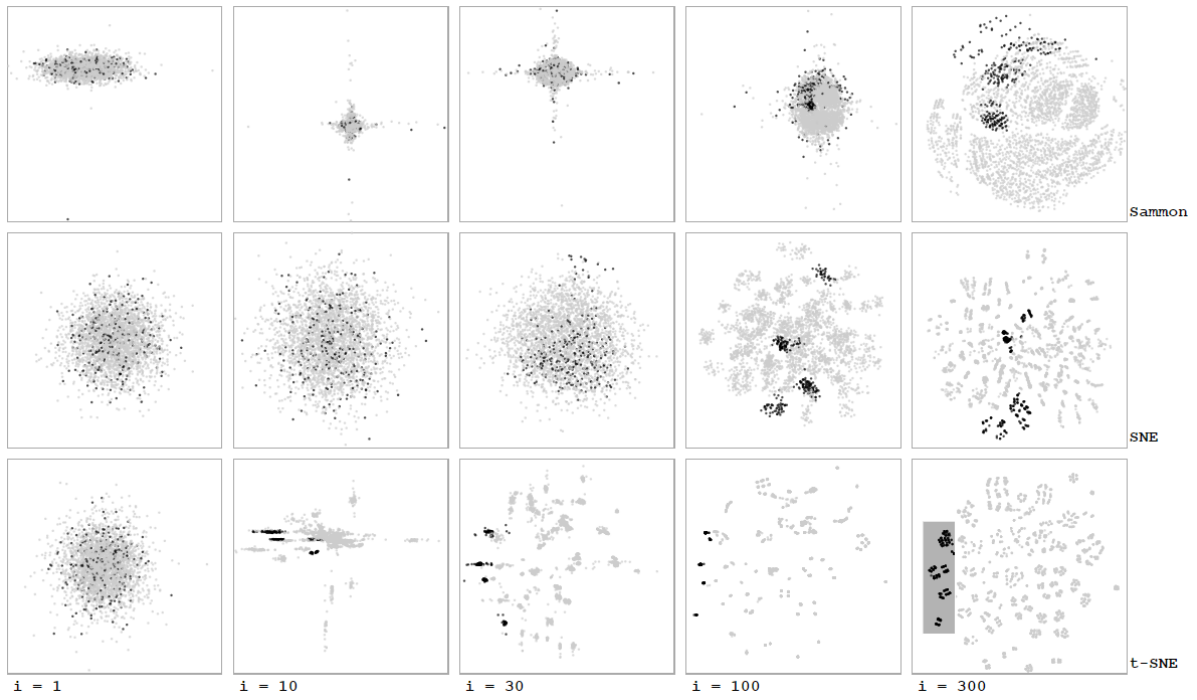 Sammon
SNE
t-SNE
i = 1
i = 10
i = 30
i = 100
i = 300